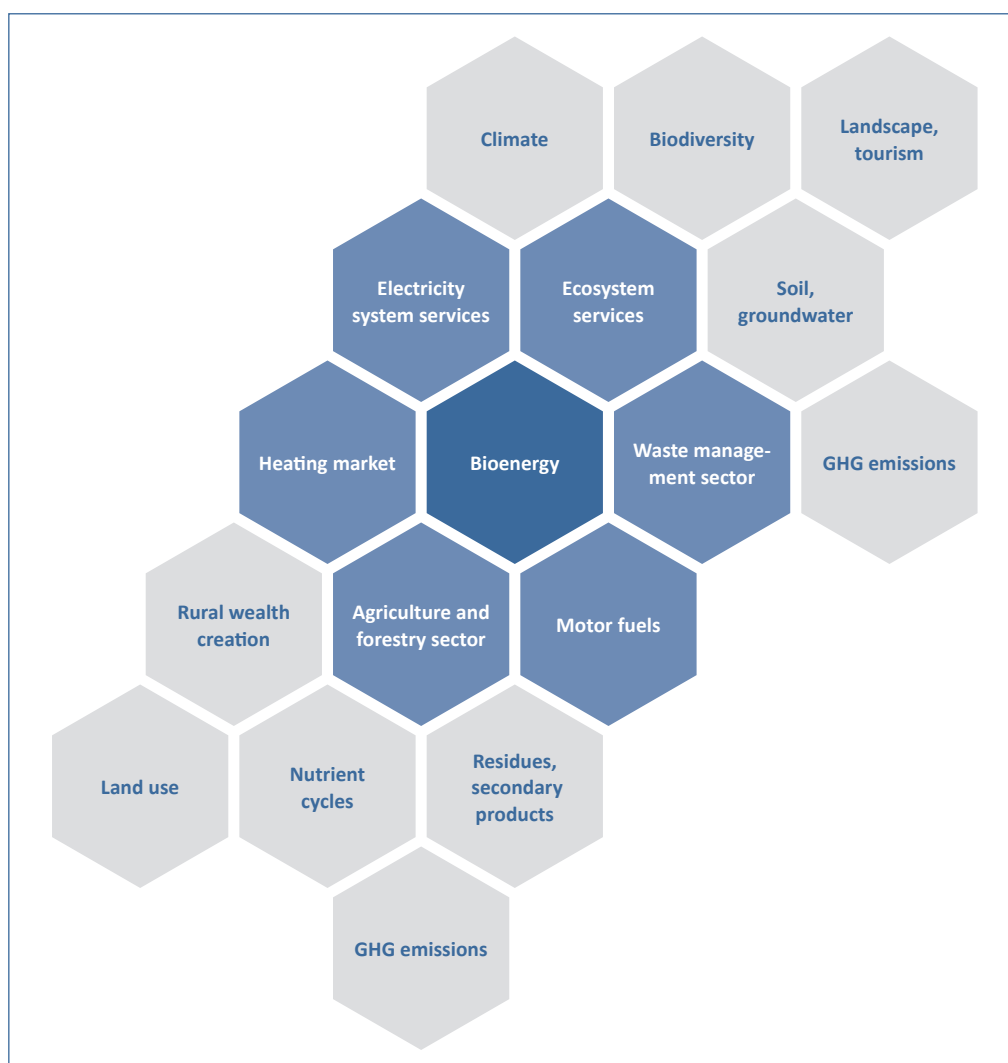 Climate
Biodiversity
Landscape,
tourism
Electricity
system services
Ecosystem
services
Soil,
groundwater
Heating market
Bioenergy
Waste manage-
ment sector
GHG emissions
Rural wealth
creation
Agriculture and
forestry sector
Motor fuels
Land use
Nutrient
cycles
Residues,
secondary
products
GHG emissions